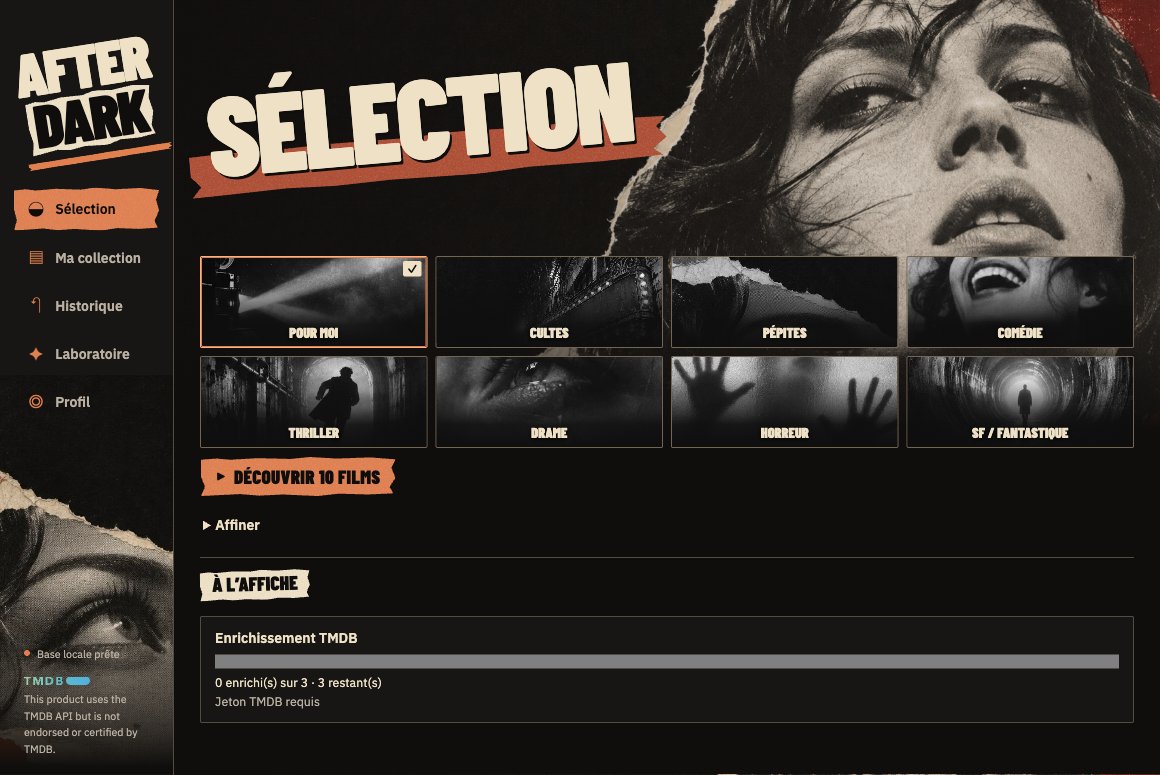 AFTER
DARK
Sélection
Ma collection
Historique
Laboratoire
Profil
Base locale prête
TMDB
This product uses the
TMDB API but is not
endorsed or certified by
TMDB.
SÉLECTION
POUR MOI
CULTES
PÉPITES
COMÉDIE
THRILLER
DRAME
HORREUR
SF / FANTASTIQUE
DÉCOUVRIR 10 FILMS
Affiner
À L'AFFICHE
Enrichissement TMDB
0 enrichi(s) sur 3 · 3 restant(s)
Jeton TMDB requis